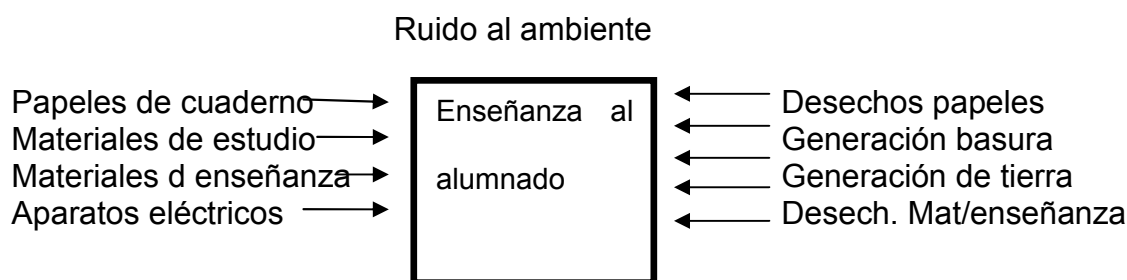 Ruido al ambiente
Papeles de cuaderno
Materiales de estudio
Materiales d enseñanza
Aparatos eléctricos
Enseñanza al
alumnado
Desechos papeles
Generación basura
Generación de tierra
Desech. Mat/enseñanza